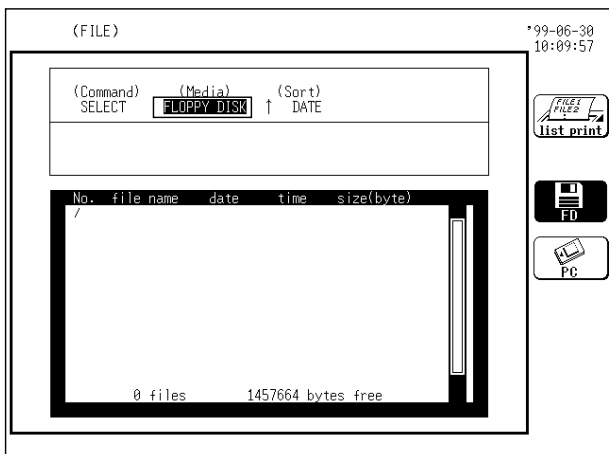 (FILE)
'99-06-30
10:09:57
(Command) (Media) (Sort)
SELECT FLOPPY DISK ↑ DATE
FILE1
FILE2
list print
FD
PC
No. file name date time size(byte)
/
0 files 1457664 bytes free